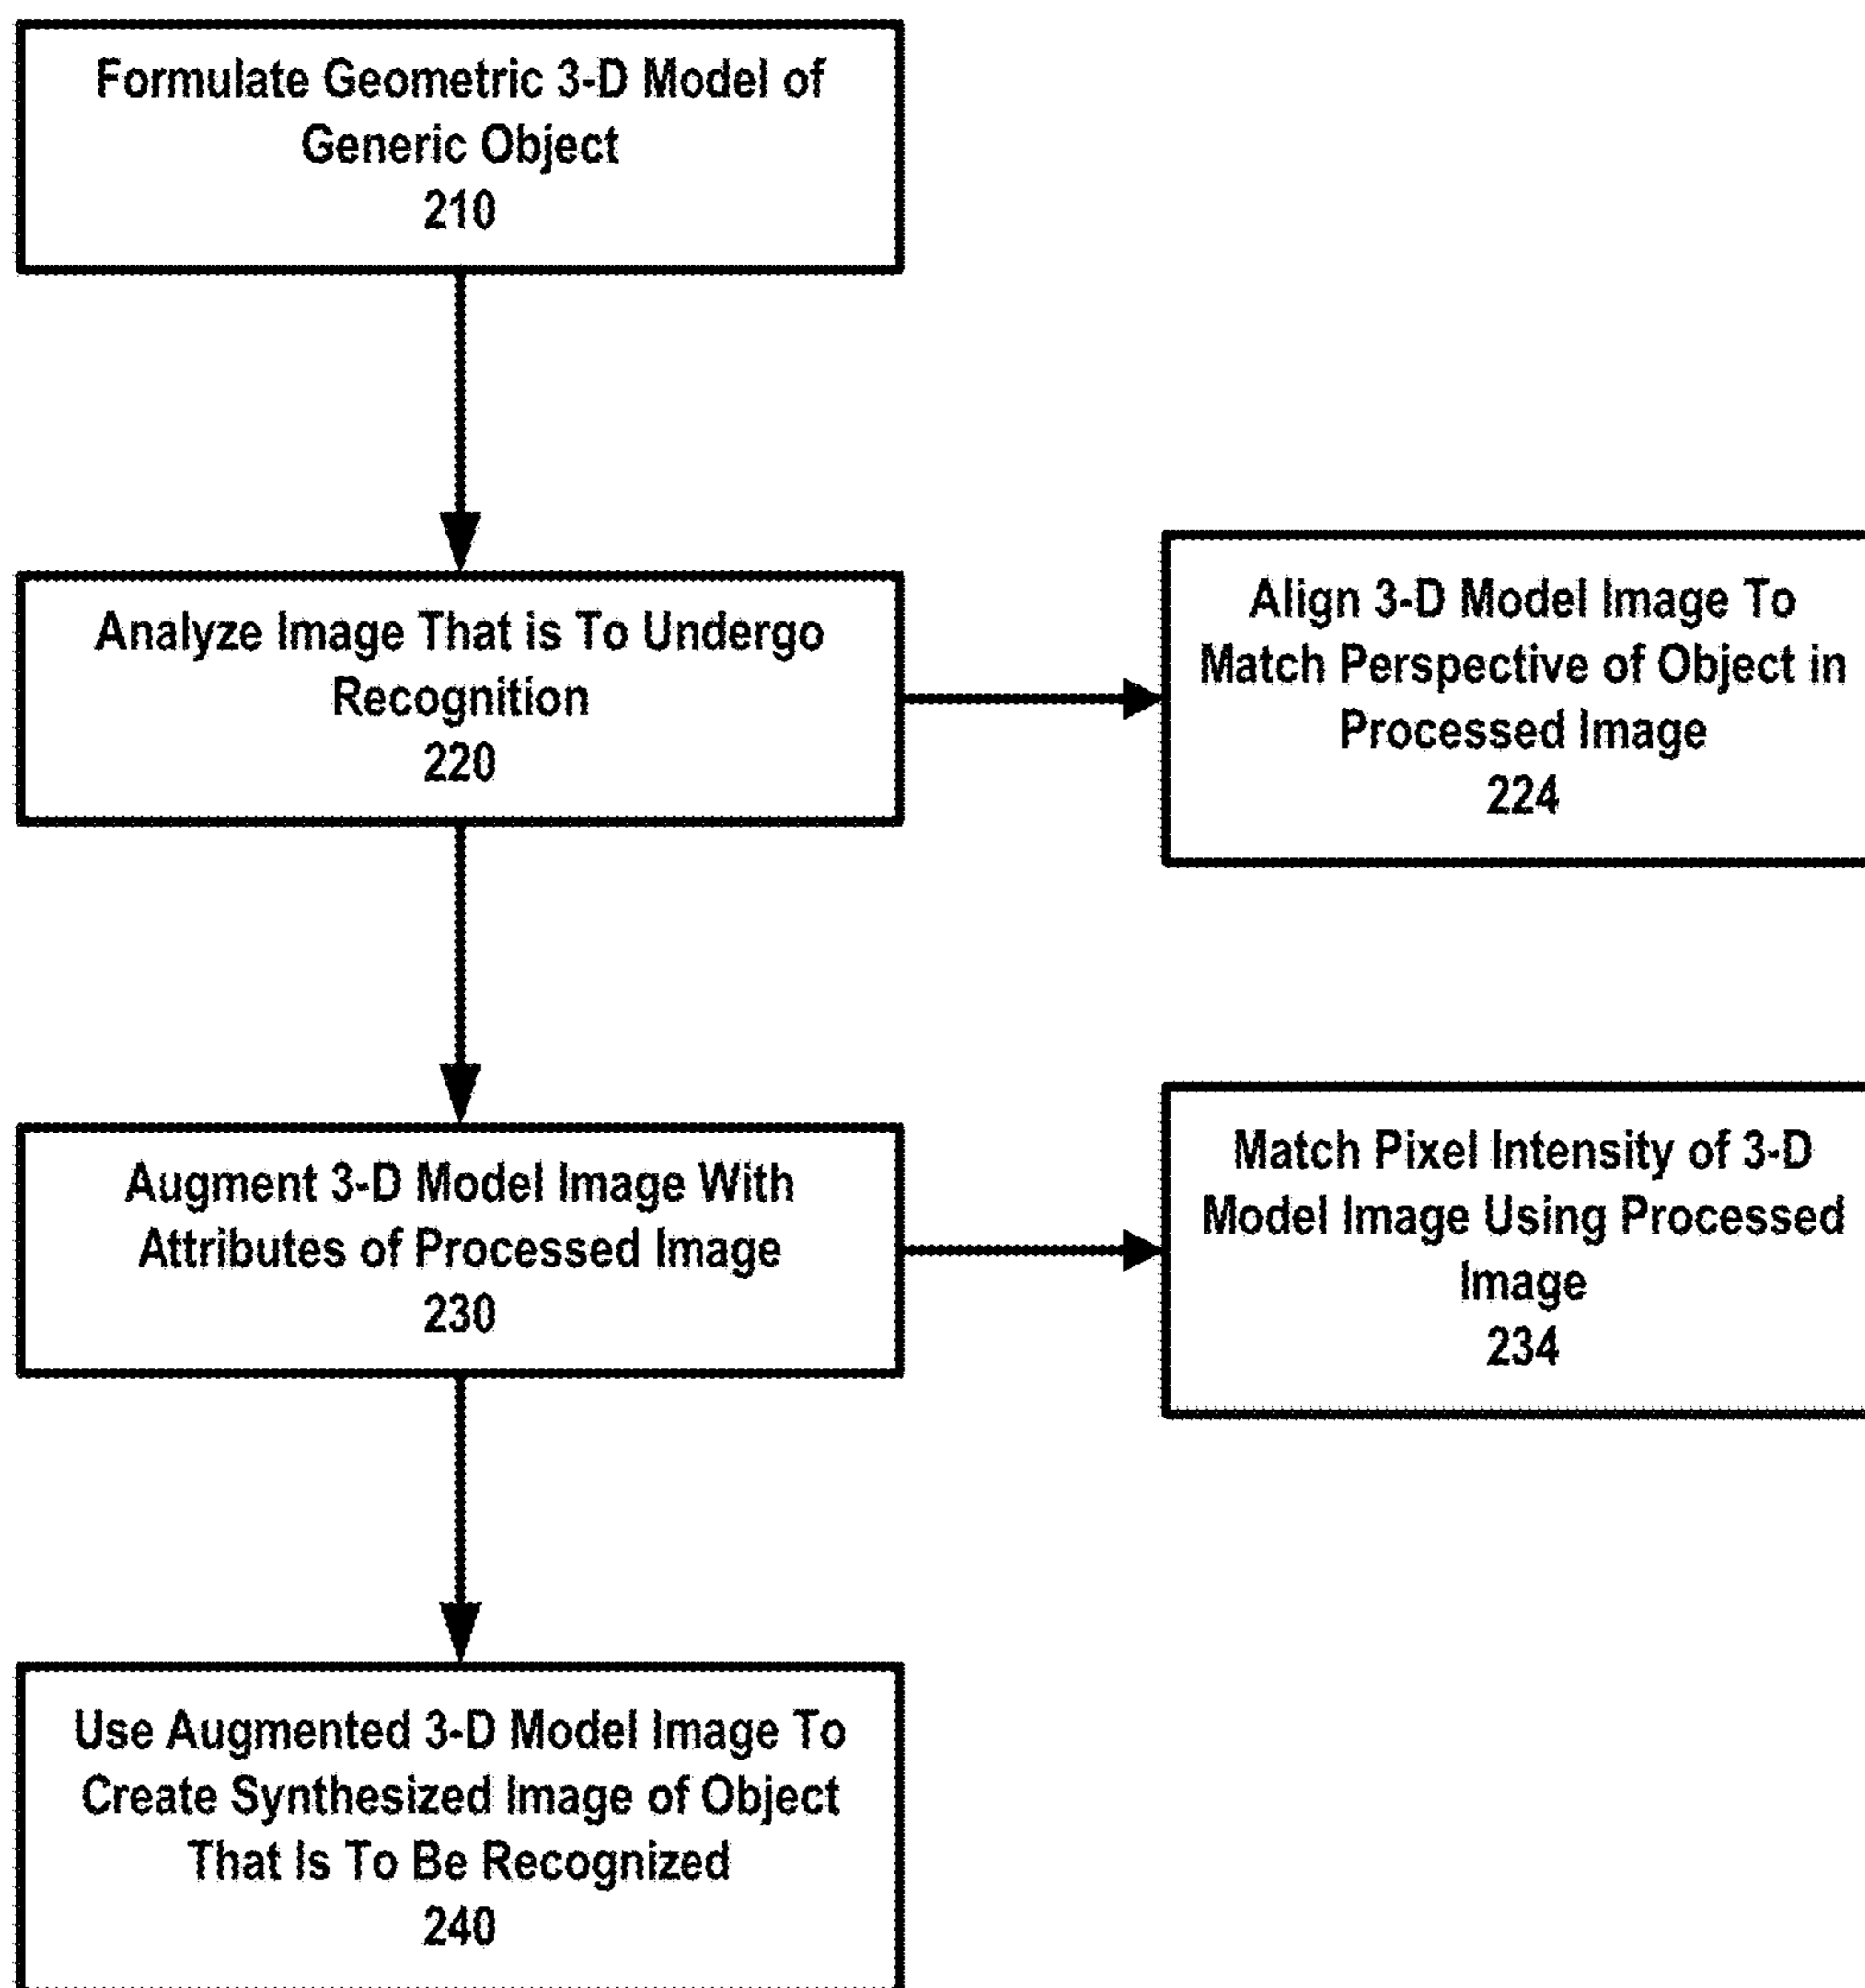 Formulate Geometric 3-D Model of
Generic Object
210
Analyze Image That is To Undergo
Recognition
220
Align 3-D Model Image To
Match Perspective of Object in
Processed Image
224
Augment 3-D Model Image With
Attributes of Processed Image
230
Match Pixel Intensity of 3-D
Model Image Using Processed
Image
234
Use Augmented 3-D Model Image To
Create Synthesized Image of Object
That Is To Be Recognized
240